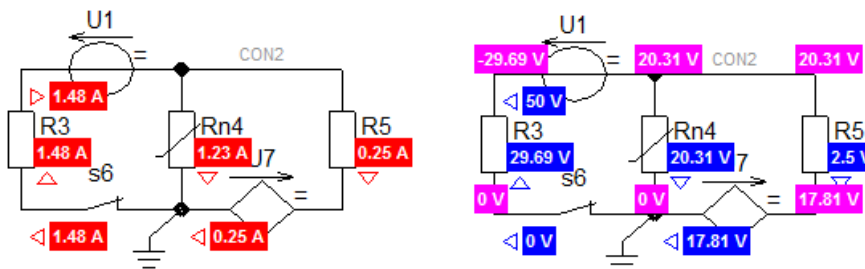 U1
=
CON2
1.48 A
R3
1.48 A
Rn4
1.23 A
R5
0.25 A
s6
U7
=
1.48 A
0.25 A
U1
-29.69 V
=
20.31 V
CON2
20.31 V
50 V
R3
29.69 V
Rn4
20.31 V
R5
2.5 V
s6
7
0 V
0 V
17.81 V
=
0 V
17.81 V